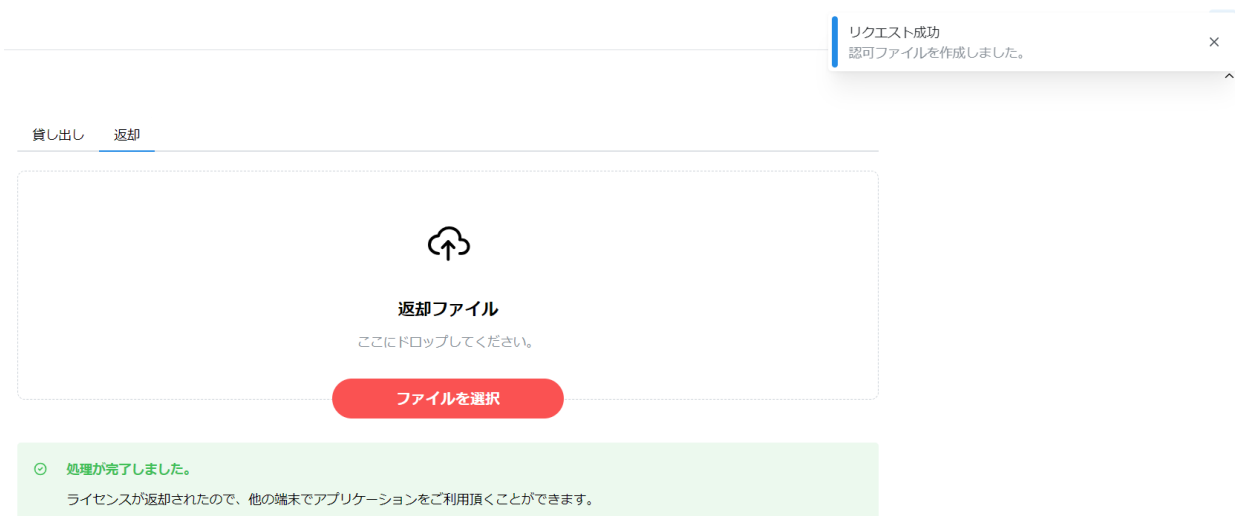 リクエスト成功
認可ファイルを作成しました。
貸し出し
返却
返却ファイル
ここにドロップしてください。
ファイルを選択
処理が完了しました。
ライセンスが返却されたので、他の端末でアプリケーションをご利用頂くことができます。